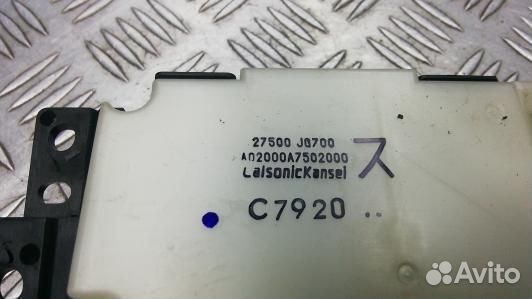 27500 JG700
A02000A7502000
CalsonicKansei
ス
C7920 ..
Avito